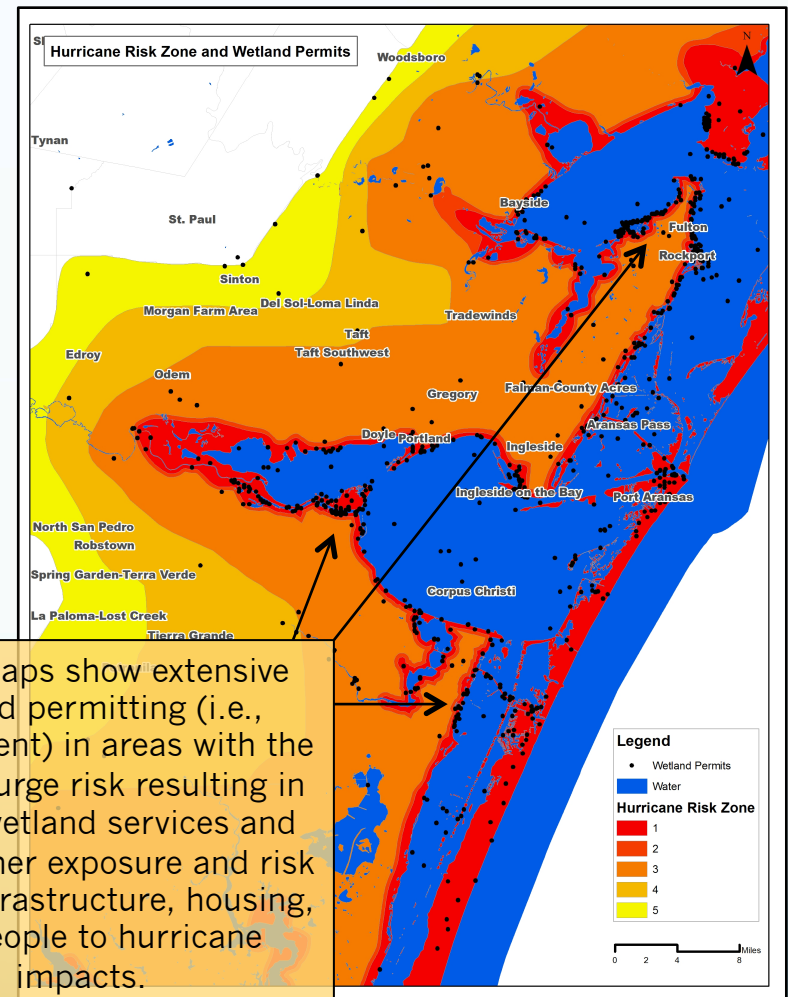 Hurricane Risk Zone and Wetland Permits
N
Woodsboro
Tynan
Bayside
St. Paul
Fulton
Rockport
Sinton
Del Sol-Loma Linda
Morgan Farm Area
Tradewinds
Taft
Taft Southwest
Edroy
Odem
Falman-County Acres
Gregory
Aransas Pass
Doyle
Portland
Ingleside
Ingleside on the Bay
Port Aransas
North San Pedro
Robstown
Spring Garden-Terra Verde
Corpus Christi
La Paloma-Lost Creek
Tierra Grande
aps show extensive
d permitting (i.e.,
ent) in areas with the
urge risk resulting in
wetland services and
her exposure and risk
rastructure, housing,
eople to hurricane
impacts.
Legend
Wetland Permits
Water
Hurricane Risk Zone
1
2
3
4
5
Miles
0 2 4 8